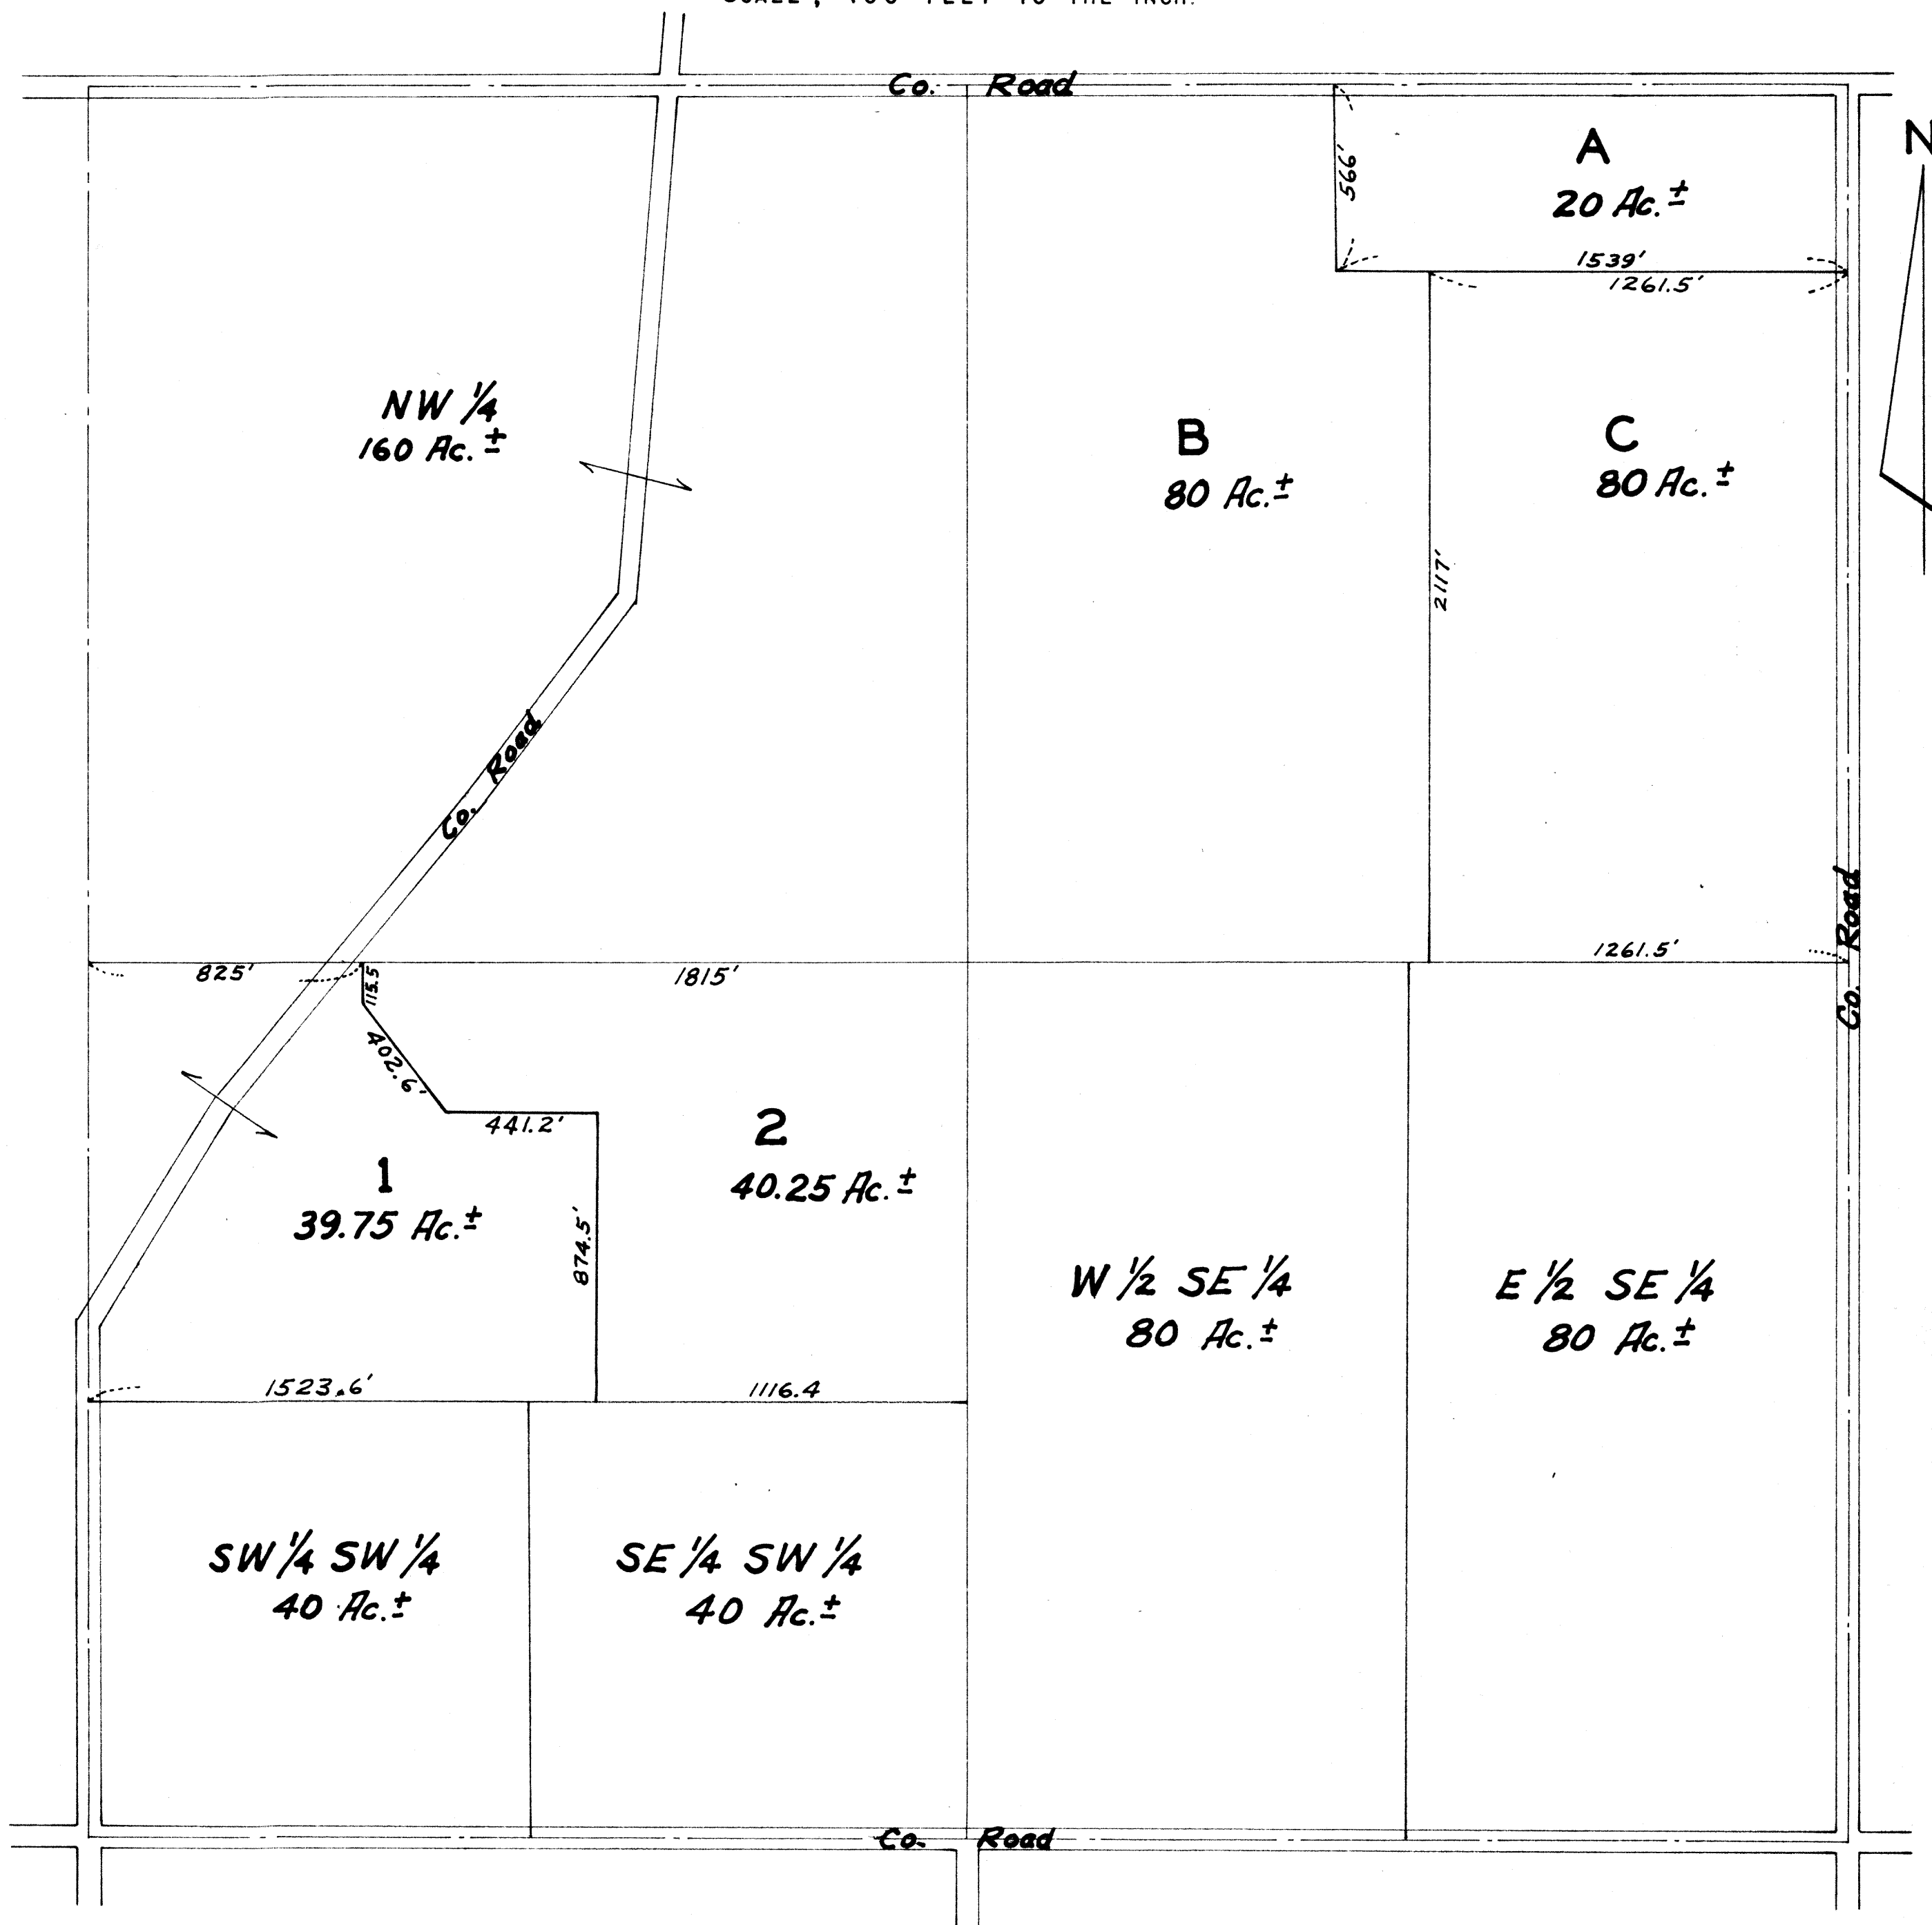 Co. Road
N
A
20 Ac.±
566'
1539'
1261.5'
NW 1/4
160 Ac.±
B
80 Ac.±
C
80 Ac.±
2117'
Co. Road
Co. Road
825'
1815'
1261.5'
115.5
402.6'
441.2'
2
40.25 Ac.±
1
39.75 Ac.±
874.5'
W 1/2 SE 1/4
80 Ac.±
E 1/2 SE 1/4
80 Ac.±
1523.6'
1116.4
SW 1/4 SW 1/4
40 Ac.±
SE 1/4 SW 1/4
40 Ac.±
Co. Road